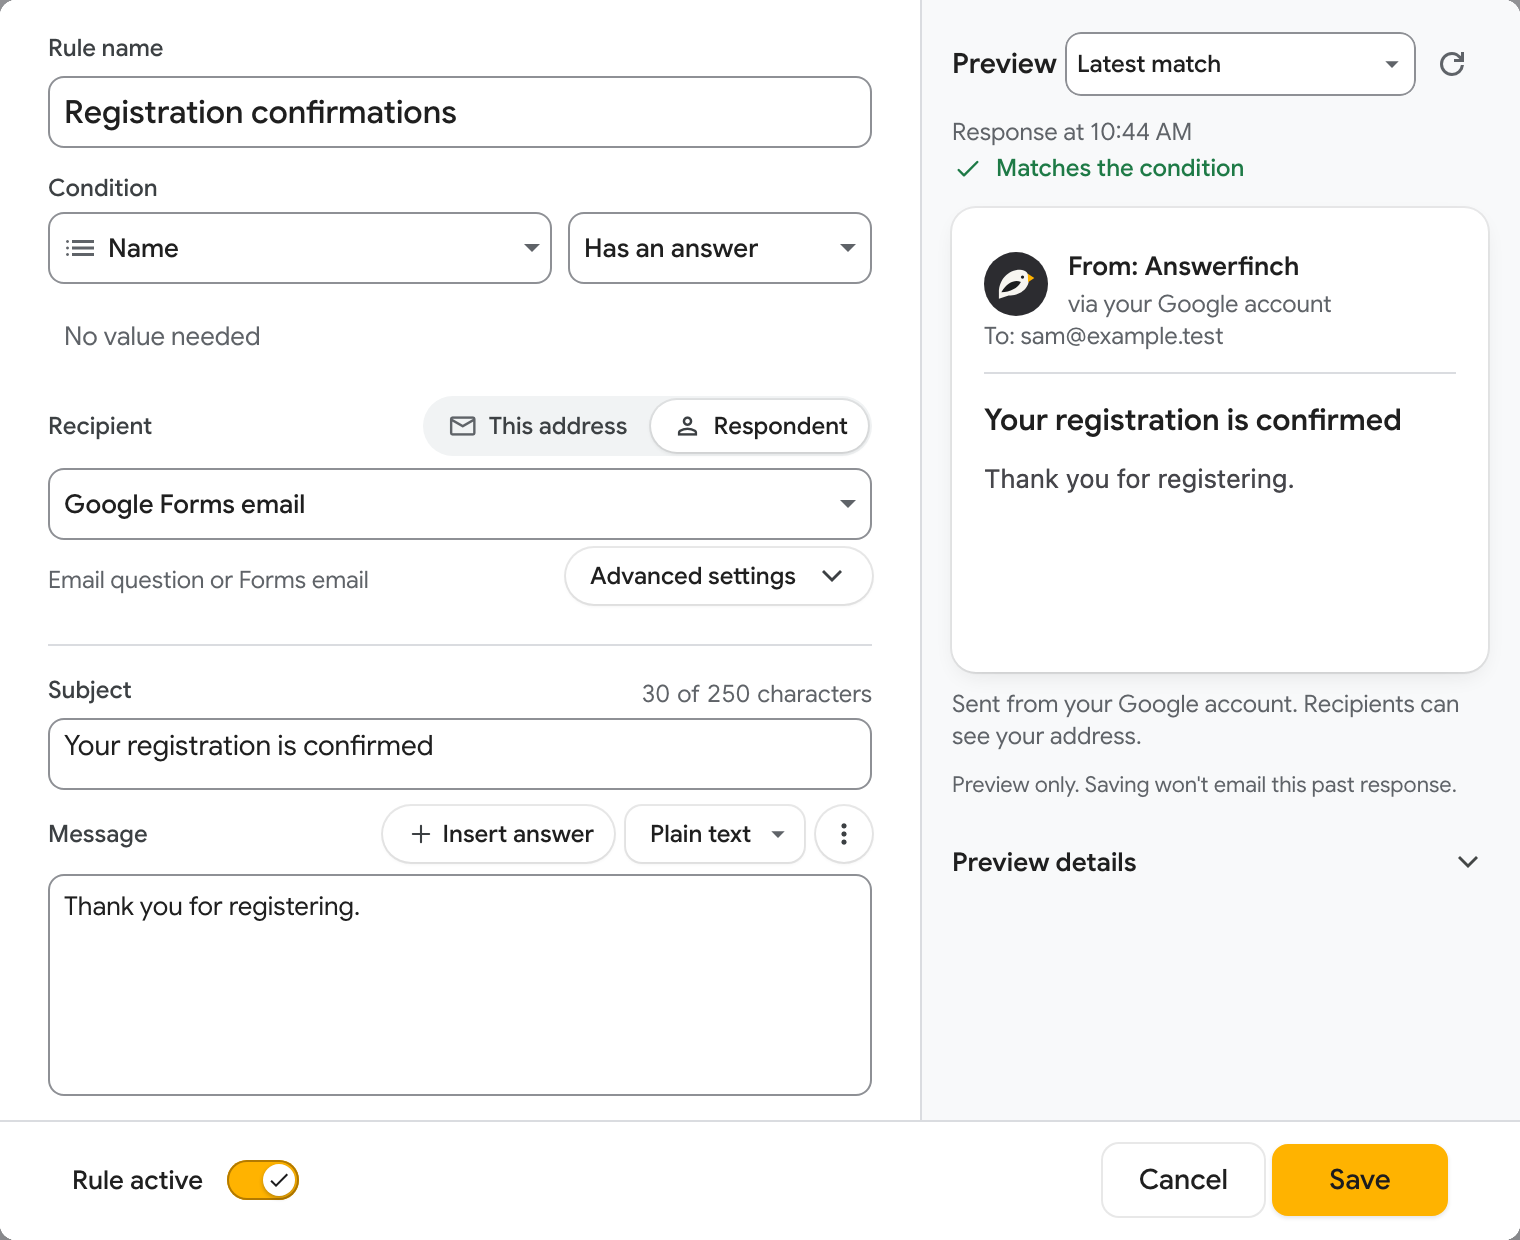 Rule name
Registration confirmations
Condition
Name
Has an answer
No value needed
Recipient
This address
Respondent
Google Forms email
Email question or Forms email
Advanced settings
Subject
30 of 250 characters
Your registration is confirmed
Message
Insert answer
Plain text
Thank you for registering.
Preview
Latest match
Response at 10:44 AM
Matches the condition
From: Answerfinch
via your Google account
To: sam@example.test
Your registration is confirmed
Thank you for registering.
Sent from your Google account. Recipients can
see your address.
Preview only. Saving won't email this past response.
Preview details
Rule active
Cancel
Save